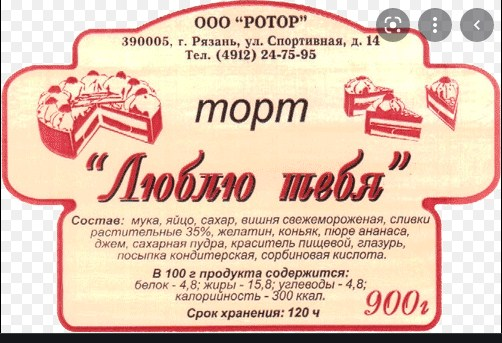 ООО “РОТОР”
390005, г. Рязань, ул. Спортивная, д. 14
Тел. (4912) 24-75-95
торт
“Люблю тебя”
Состав: мука, яйцо, сахар, вишня свежемороженая, сливки
растительные 35%, желатин, коньяк, пюре ананаса,
джем, сахарная пудра, краситель пищевой, глазурь,
посыпка кондитерская, сорбиновая кислота.
В 100 г продукта содержится:
белок - 4,8; жиры - 15,8; углеводы - 4,8;
калорийность - 300 ккал.
Срок хранения: 120 ч
900г